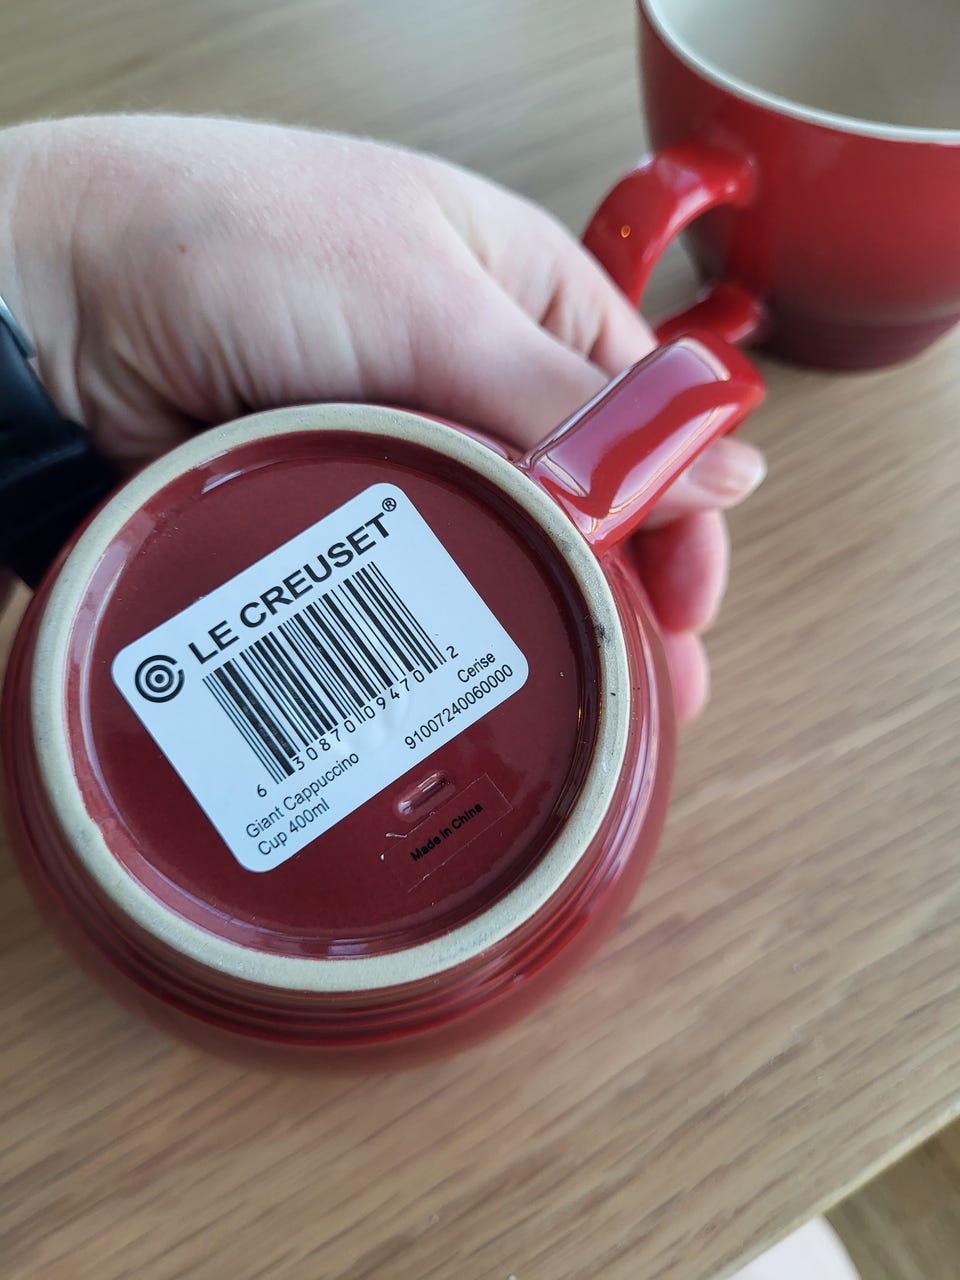 LE CREUSET®
6 30870 09470 2
Giant Cappuccino
Cup 400ml
Cerise
91007240060000
Made in China